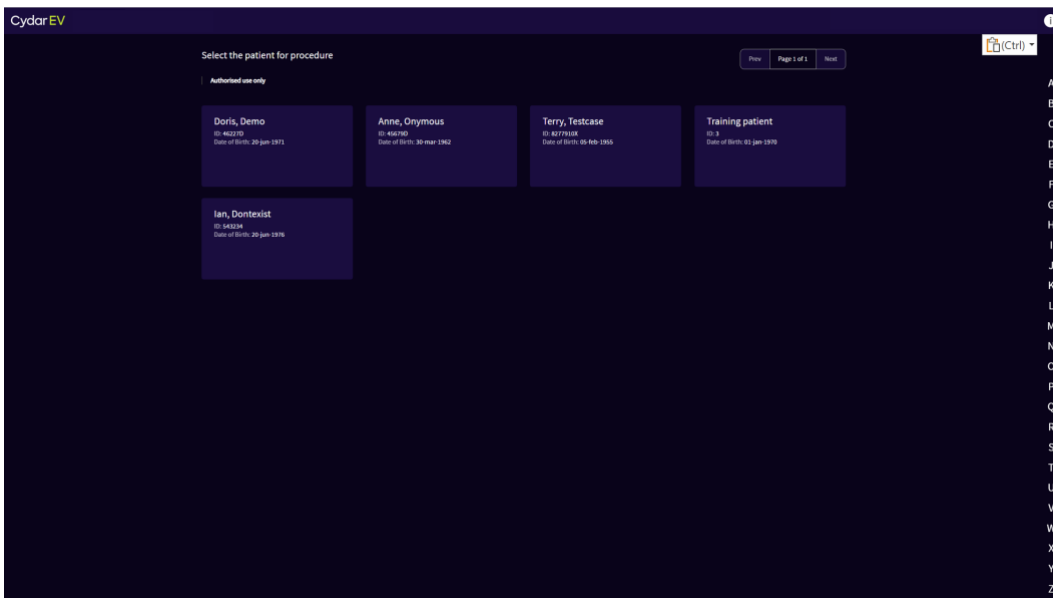 CydarEV
i
(Ctrl)
Select the patient for procedure
Prev Page 1 of 1 Next
Authorised use only
Doris, Demo
ID: 46227D
Date of Birth: 20-jun-1971
Anne, Onymous
ID: 45679D
Date of Birth: 30-mar-1962
Terry, Testcase
ID: 8277910X
Date of Birth: 05-feb-1955
Training patient
ID: 3
Date of Birth: 01-jan-1970
Ian, Dontexist
ID: 543234
Date of Birth: 20-jun-1976
A
B
C
D
E
F
G
H
I
J
K
L
M
N
O
P
Q
R
S
T
U
V
W
X
Y
Z